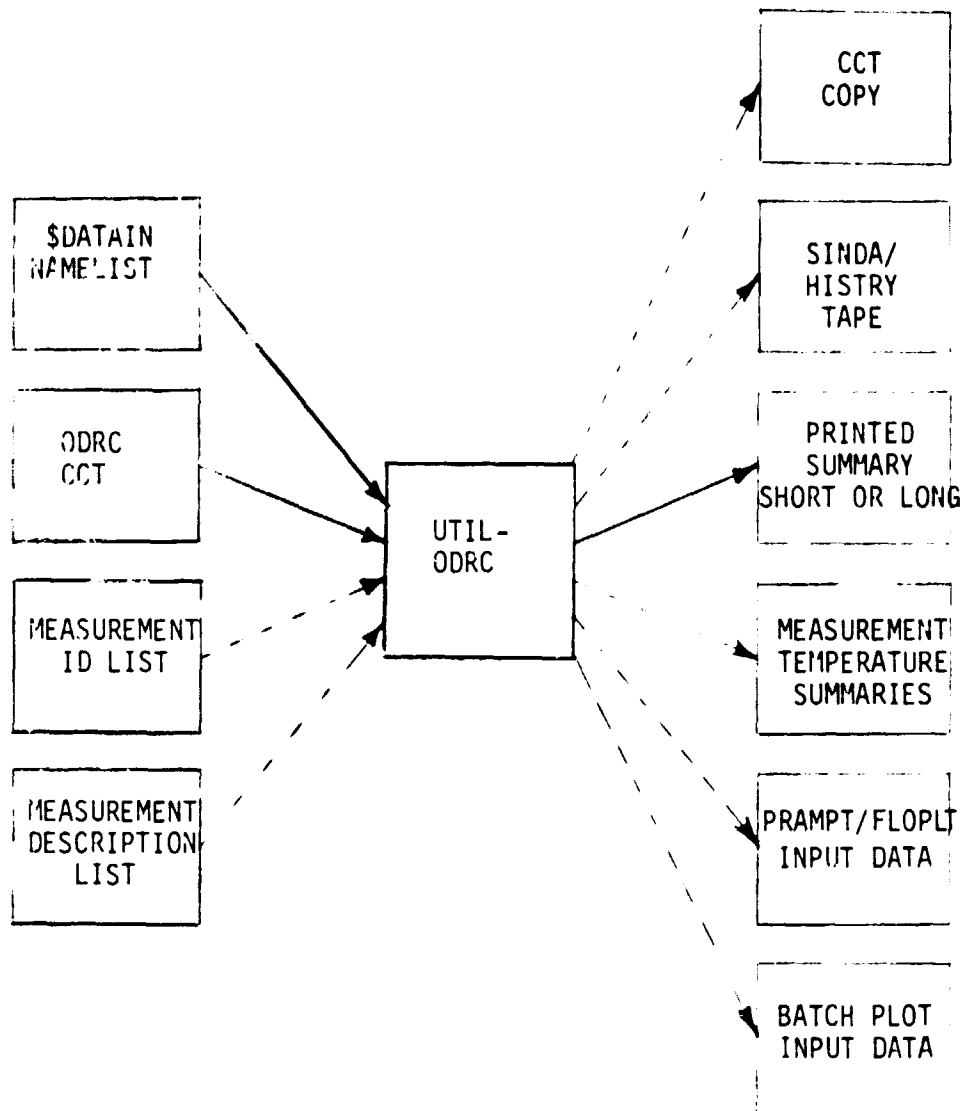 $DATAIN
NAMELIST
ODRC
CCT
MEASUREMENT
ID LIST
MEASUREMENT
DESCRIPTION
LIST
UTIL-
ODRC
CCT
COPY
SINDA/
HISTRY
TAPE
PRINTED
SUMMARY
SHORT OR LONG
MEASUREMENT
TEMPERATURE
SUMMARIES
PRAMPT/FLOPLT
INPUT DATA
BATCH PLOT
INPUT DATA